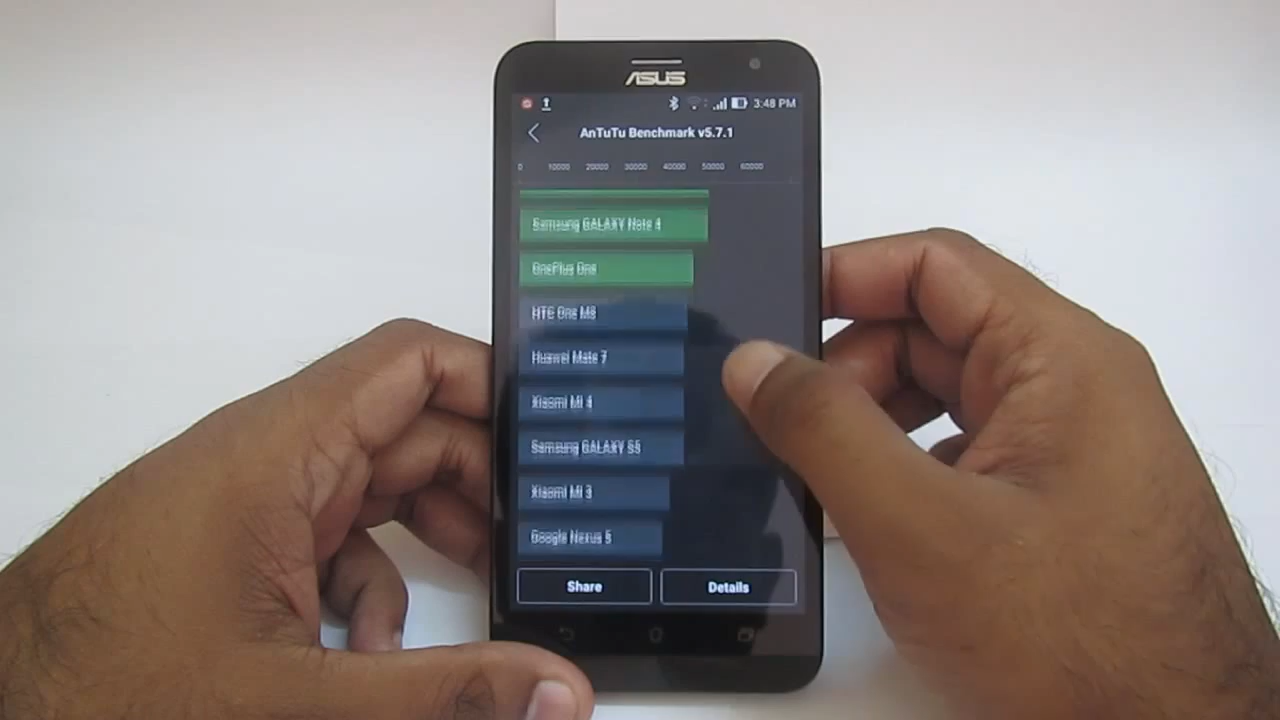 ASUS
3:48 PM
AnTuTu Benchmark v5.7.1
0 10000 20000 30000 40000 50000 60000
Samsung GALAXY Note 4
OnePlus One
HTC One M8
Huawei Mate 7
Xiaomi MI 4
Samsung GALAXY S5
Xiaomi MI 3
Google Nexus 5
Share Details